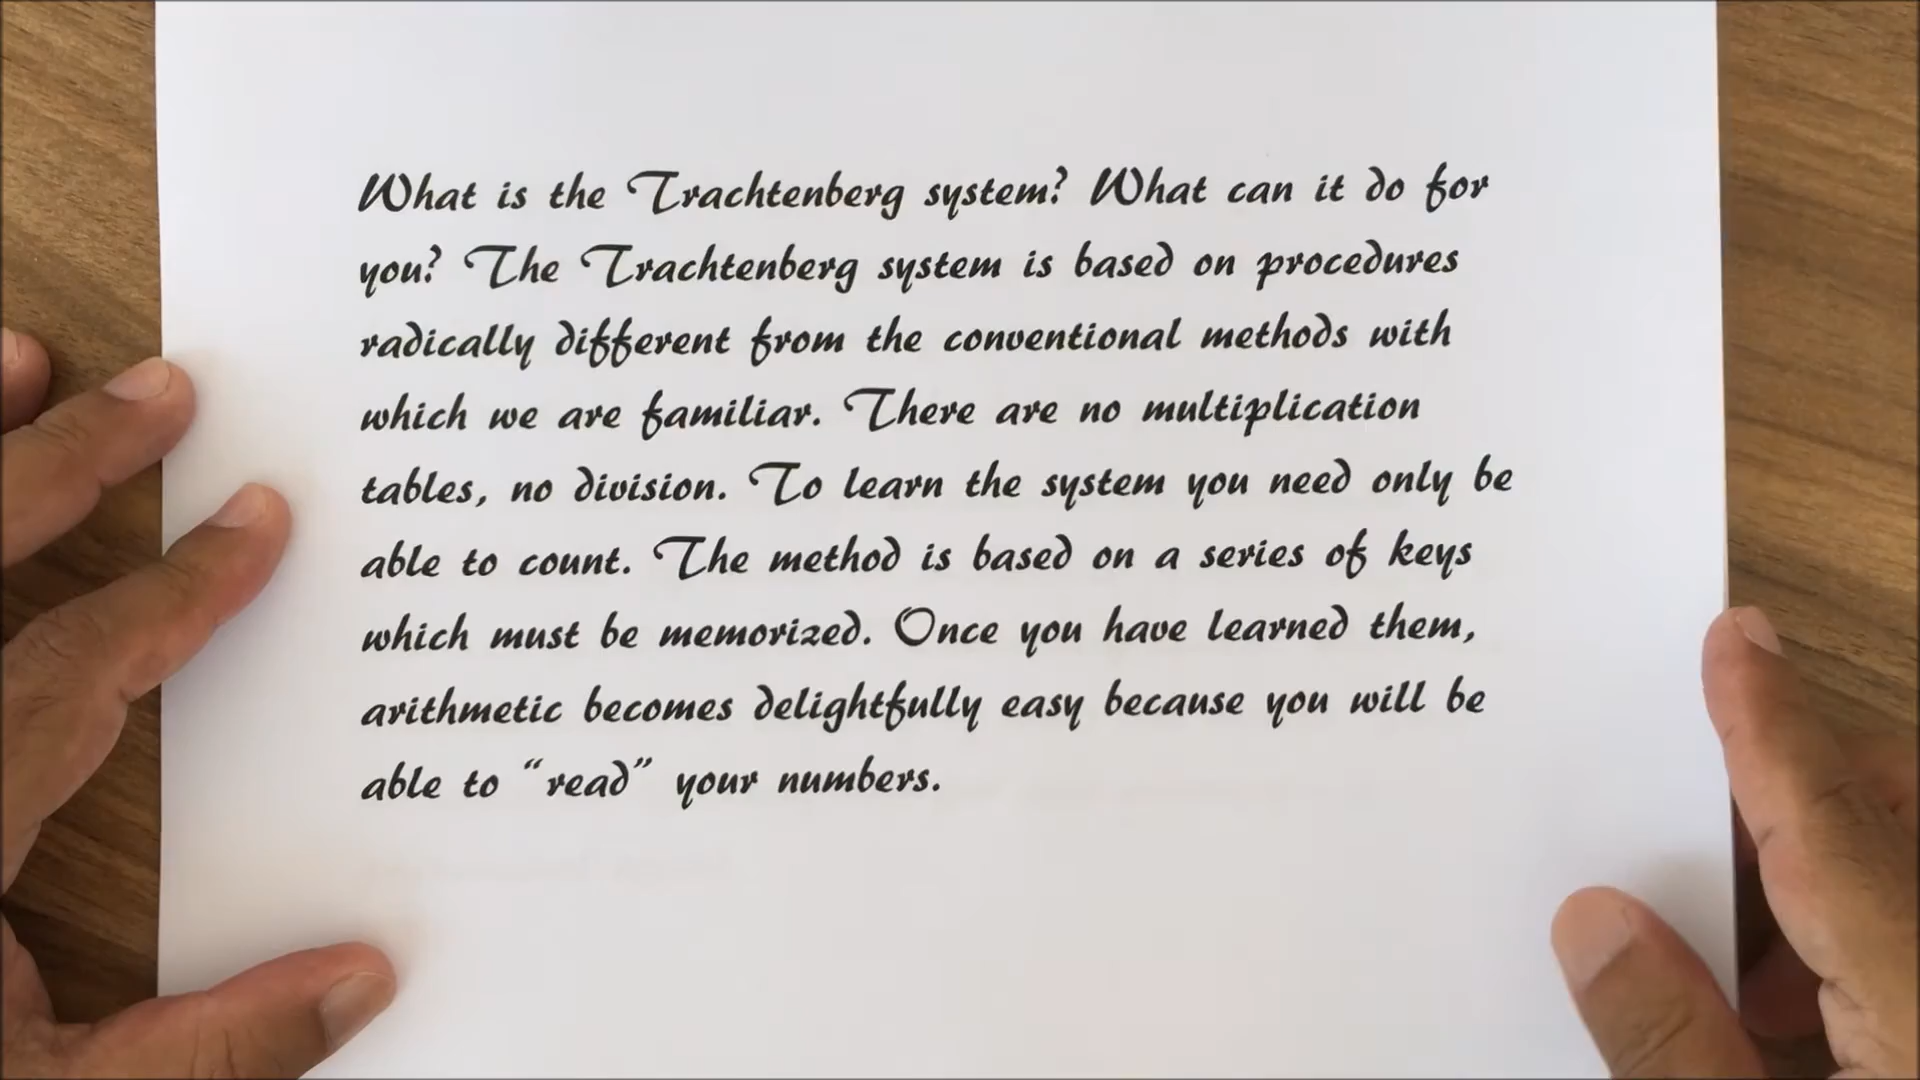 What is the Trachtenberg system? What can it do for
you? The Trachtenberg system is based on procedures
radically different from the conventional methods with
which we are familiar. There are no multiplication
tables, no division. To learn the system you need only be
able to count. The method is based on a series of keys
which must be memorized. Once you have learned them,
arithmetic becomes delightfully easy because you will be
able to “read” your numbers.